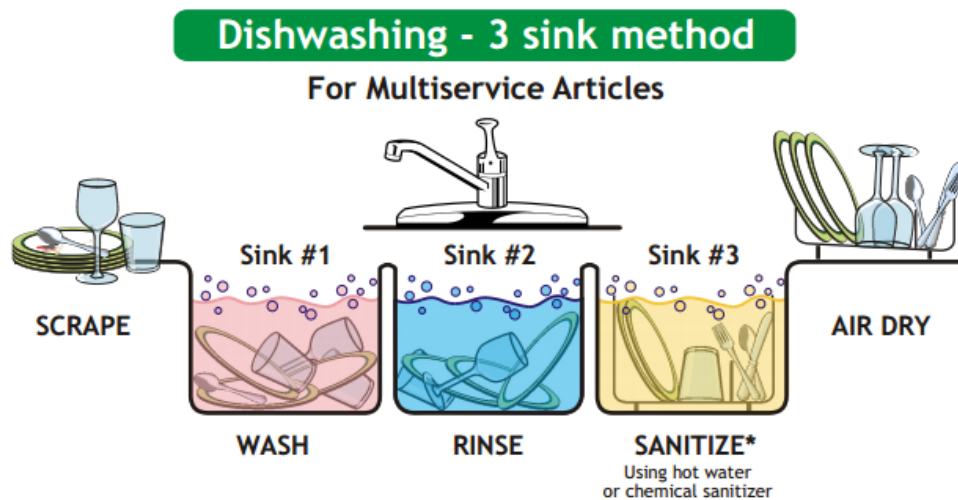 Dishwashing - 3 sink method
For Multiservice Articles
Sink #1
Sink #2
Sink #3
SCRAPE
AIR DRY
WASH
RINSE
SANITIZE*
Using hot water
or chemical sanitizer